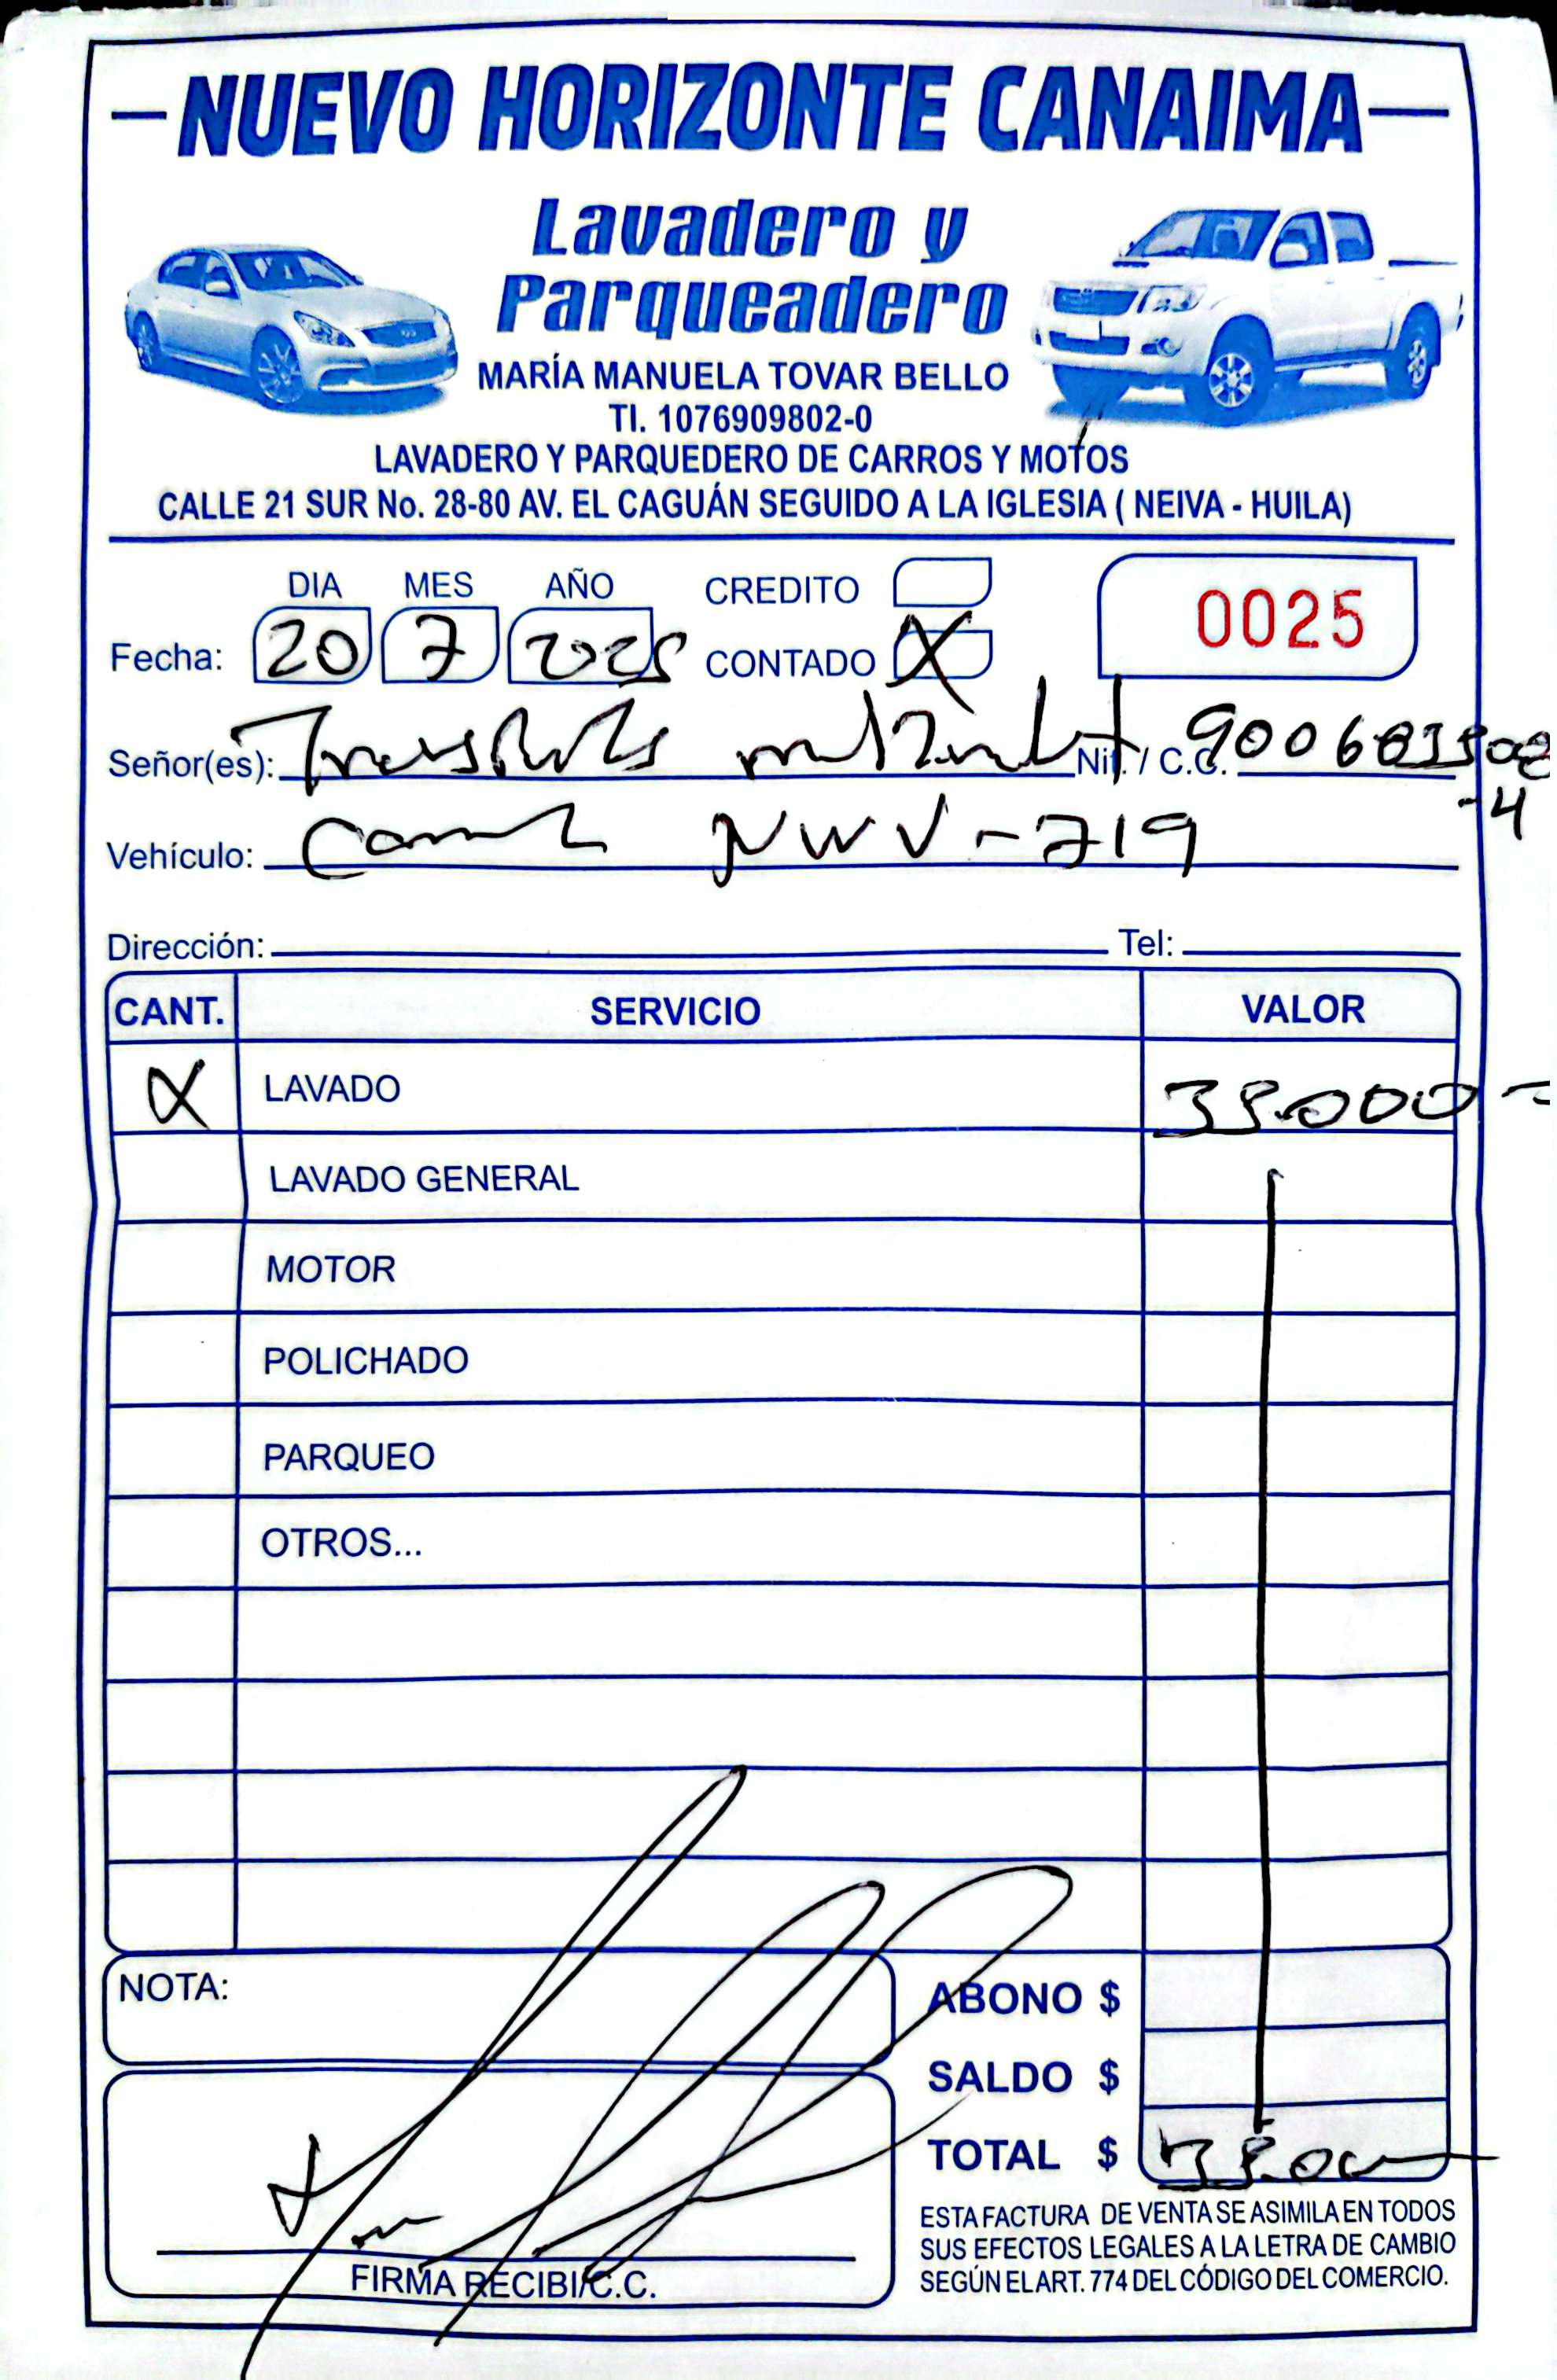 NUEVO HORIZONTE CANAIMA
Lavadero y
Parqueadero
MARÍA MANUELA TOVAR BELLO
TI. 1076909802-0
LAVADERO Y PARQUEDERO DE CARROS Y MOTOS
CALLE 21 SUR No. 28-80 AV. EL CAGUÁN SEGUIDO A LA IGLESIA ( NEIVA - HUILA)
DIA MES AÑO CREDITO
Fecha: 20 7 2025 CONTADO X 0025
Señor(es): Nit. / C.C.
-4
Vehículo: NWV-719
Dirección: Tel:
CANT. SERVICIO VALOR
X LAVADO 35.000
LAVADO GENERAL
MOTOR
POLICHADO
PARQUEO
OTROS...
NOTA:
ABONO $
SALDO $
TOTAL $
FIRMA RECIBI/C.C.
ESTA FACTURA DE VENTA SE ASIMILA EN TODOS
SUS EFECTOS LEGALES A LA LETRA DE CAMBIO
SEGÚN EL ART. 774 DEL CÓDIGO DEL COMERCIO.